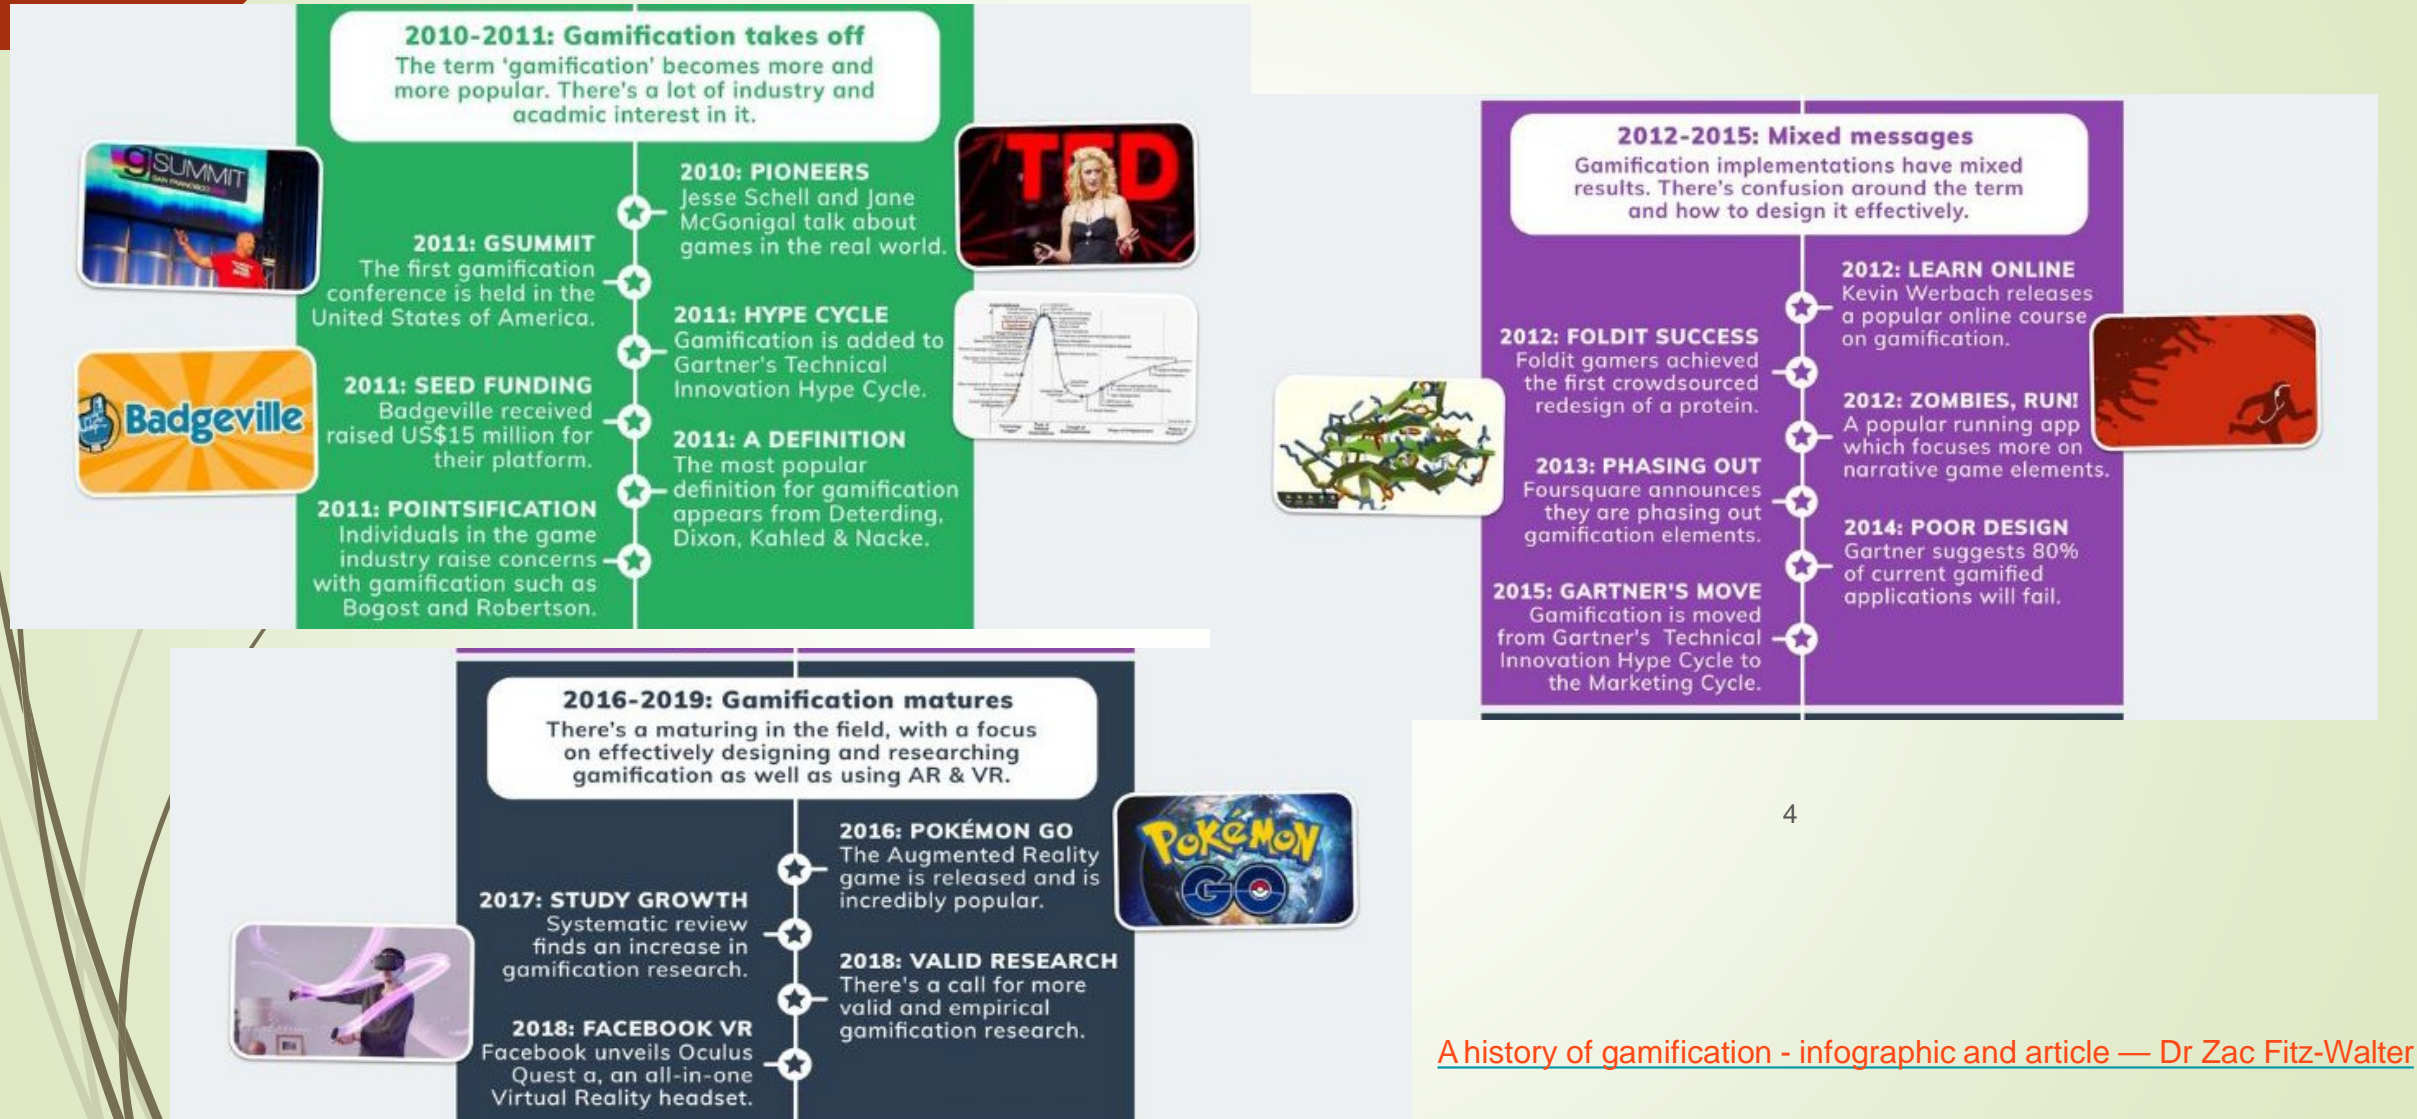 2010-2011: Gamification takes off
The term ‘gamification’ becomes more and
more popular. There's a lot of industry and
acadmic interest in it.
gSUMMIT
SAN FRANCISCO
TED
2010: PIONEERS
Jesse Schell and Jane
McGonigal talk about
games in the real world.
2011: GSUMMIT
The first gamification
conference is held in the
United States of America.
2011: HYPE CYCLE
Gamification is added to
Gartner's Technical
Innovation Hype Cycle.
2011: SEED FUNDING
Badgeville received
raised US$15 million for
their platform.
Badgeville
2011: A DEFINITION
The most popular
definition for gamification
appears from Deterding,
Dixon, Kahled & Nacke.
2011: POINTSIFICATION
Individuals in the game
industry raise concerns
with gamification such as
Bogost and Robertson.
2012-2015: Mixed messages
Gamification implementations have mixed
results. There's confusion around the term
and how to design it effectively.
2012: LEARN ONLINE
Kevin Werbach releases
a popular online course
on gamification.
2012: FOLDIT SUCCESS
Foldit gamers achieved
the first crowdsourced
redesign of a protein.
2012: ZOMBIES, RUN!
A popular running app
which focuses more on
narrative game elements.
2013: PHASING OUT
Foursquare announces
they are phasing out
gamification elements.
2014: POOR DESIGN
Gartner suggests 80%
of current gamified
applications will fail.
2015: GARTNER'S MOVE
Gamification is moved
from Gartner's Technical
Innovation Hype Cycle to
the Marketing Cycle.
2016-2019: Gamification matures
There's a maturing in the field, with a focus
on effectively designing and researching
gamification as well as using AR & VR.
2016: POKÉMON GO
The Augmented Reality
game is released and is
incredibly popular.
POKéMON
GO
2017: STUDY GROWTH
Systematic review
finds an increase in
gamification research.
2018: VALID RESEARCH
There's a call for more
valid and empirical
gamification research.
2018: FACEBOOK VR
Facebook unveils Oculus
Quest a, an all-in-one
Virtual Reality headset.
4
A history of gamification - infographic and article — Dr Zac Fitz-Walter